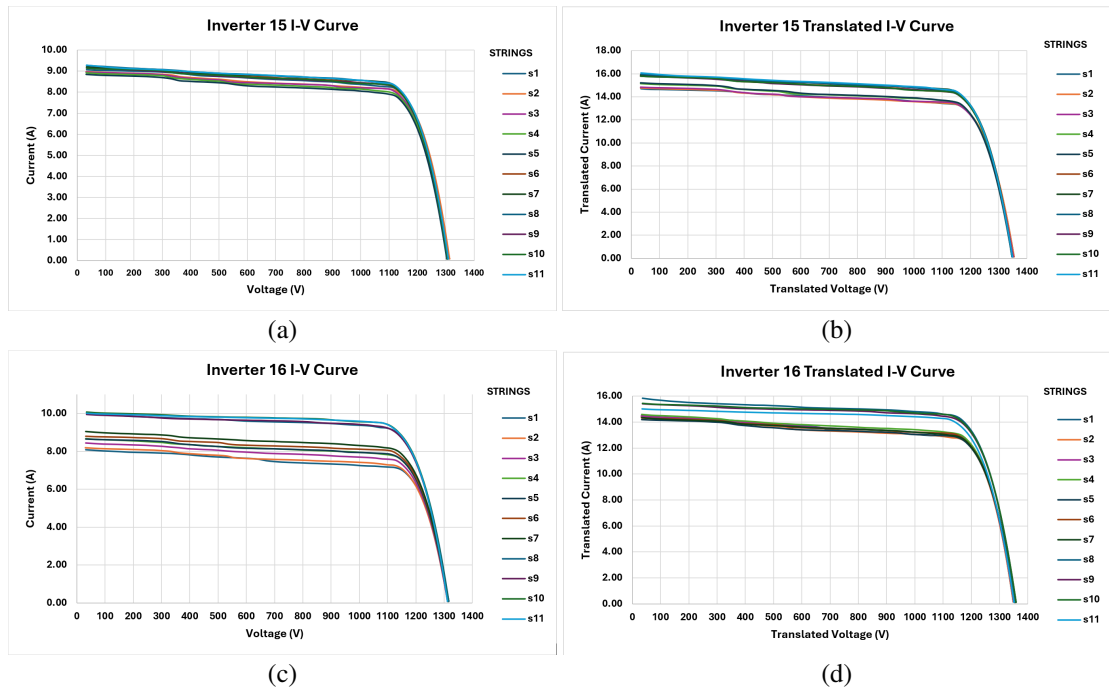 Inverter 15 I-V Curve
STRINGS
10.00
9.00
8.00
7.00
6.00
5.00
4.00
3.00
2.00
1.00
0.00
Current (A)
0 100 200 300 400 500 600 700 800 900 1000 1100 1200 1300 1400
Voltage (V)
s1
s2
s3
s4
s5
s6
s7
s8
s9
s10
s11
(a)
Inverter 15 Translated I-V Curve
STRINGS
18.00
16.00
14.00
12.00
10.00
8.00
6.00
4.00
2.00
0.00
Translated Current (A)
0 100 200 300 400 500 600 700 800 900 1000 1100 1200 1300 1400
Translated Voltage (V)
s1
s2
s3
s4
s5
s6
s7
s8
s9
s10
s11
(b)
Inverter 16 I-V Curve
STRINGS
10.00
8.00
6.00
4.00
2.00
0.00
Current (A)
0 100 200 300 400 500 600 700 800 900 1000 1100 1200 1300 1400
Voltage (V)
s1
s2
s3
s4
s5
s6
s7
s8
s9
s10
s11
(c)
Inverter 16 Translated I-V Curve
STRINGS
16.00
14.00
12.00
10.00
8.00
6.00
4.00
2.00
0.00
Translated Current (A)
0 100 200 300 400 500 600 700 800 900 1000 1100 1200 1300 1400
Translated Voltage (V)
s1
s2
s3
s4
s5
s6
s7
s8
s9
s10
s11
(d)